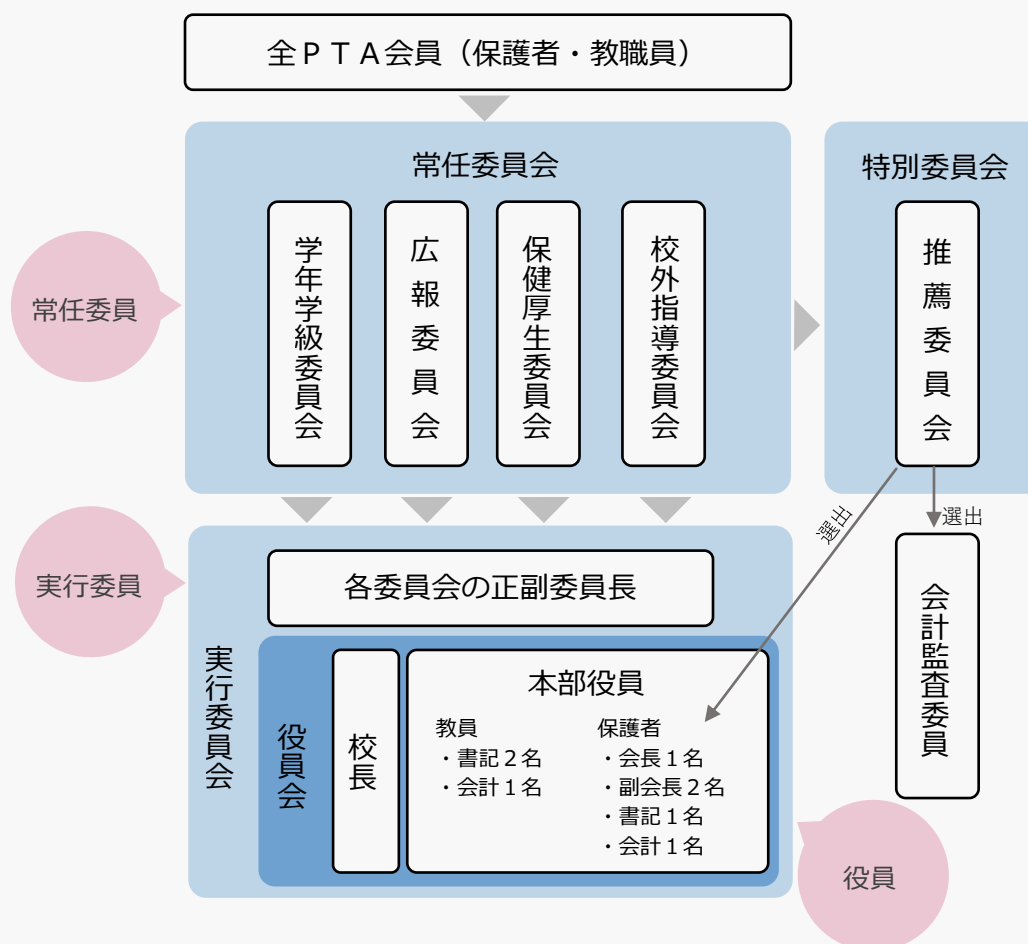 全ＰＴＡ会員（保護者・教職員）
常任委員会
特別委員会
学年学級委員会
広報委員会
保健厚生委員会
校外指導委員会
推薦委員会
常任委員
選出
選出
実行委員
各委員会の正副委員長
会計監査委員
実行委員会
役員会
校長
本部役員
教員
・書記２名
・会計１名
保護者
・会長１名
・副会長２名
・書記１名
・会計１名
役員